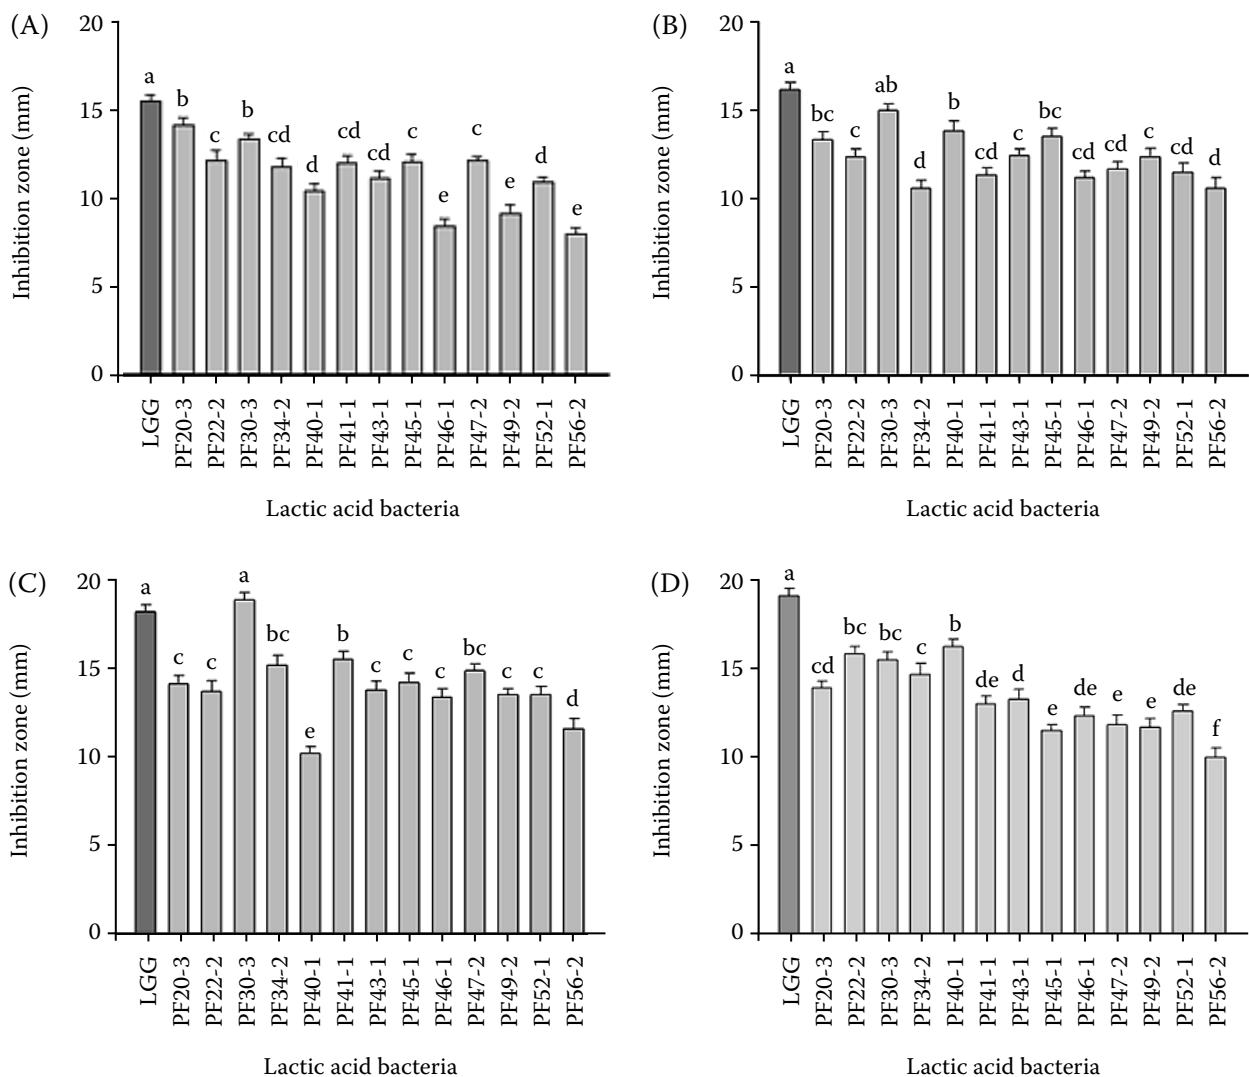 (A)
20
15
10
5
0
Inhibition zone (mm)
a
b
c
b
cd
d
cd
cd
c
e
c
e
d
e
LGG
PF20-3
PF22-2
PF30-3
PF34-2
PF40-1
PF41-1
PF43-1
PF45-1
PF46-1
PF47-2
PF49-2
PF52-1
PF56-2
Lactic acid bacteria
(B)
20
15
10
5
0
Inhibition zone (mm)
a
bc
c
ab
d
b
cd
c
bc
cd
cd
c
cd
d
LGG
PF20-3
PF22-2
PF30-3
PF34-2
PF40-1
PF41-1
PF43-1
PF45-1
PF46-1
PF47-2
PF49-2
PF52-1
PF56-2
Lactic acid bacteria
(C)
20
15
10
5
0
Inhibition zone (mm)
a
c
c
a
bc
e
b
c
c
c
bc
c
c
d
LGG
PF20-3
PF22-2
PF30-3
PF34-2
PF40-1
PF41-1
PF43-1
PF45-1
PF46-1
PF47-2
PF49-2
PF52-1
PF56-2
Lactic acid bacteria
(D)
20
15
10
5
0
Inhibition zone (mm)
a
cd
bc
bc
c
b
de
d
e
de
e
e
de
f
LGG
PF20-3
PF22-2
PF30-3
PF34-2
PF40-1
PF41-1
PF43-1
PF45-1
PF46-1
PF47-2
PF49-2
PF52-1
PF56-2
Lactic acid bacteria